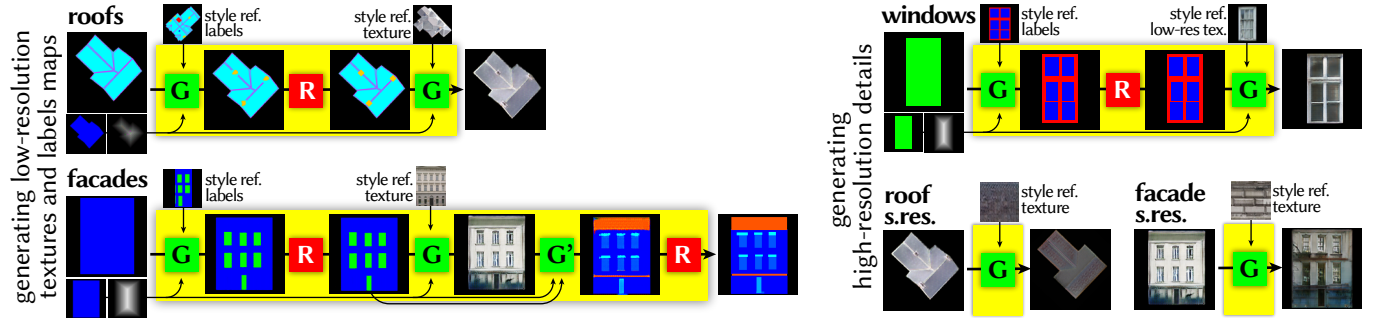 generating low-resolution
textures and labels maps
roofs
style ref.
labels
style ref.
texture
G
R
G
facades
style ref.
labels
style ref.
texture
G
R
G
G'
R
generating
high-resolution details
windows
style ref.
labels
style ref.
low-res tex.
G
R
G
roof
s.res.
style ref.
texture
G
facade
s.res.
style ref.
texture
G